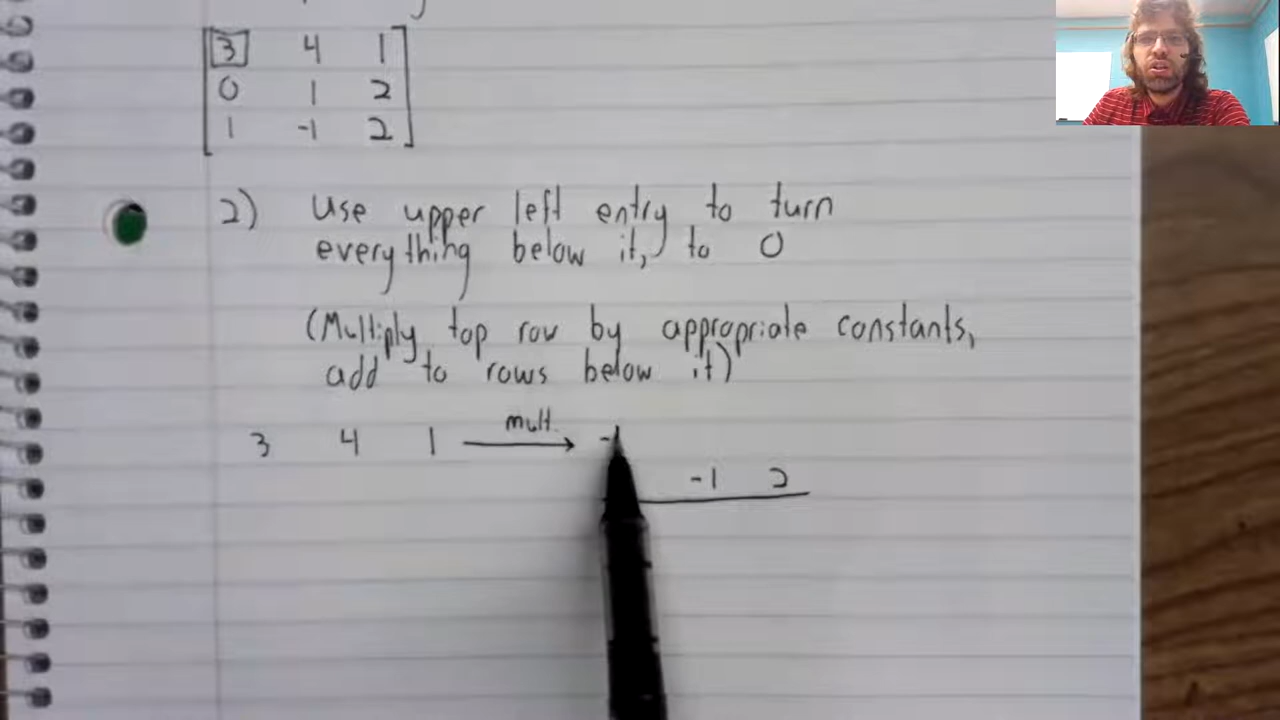 3 4 1
0 1 2
1 -1 2
2) Use upper left entry to turn
everything below it, to 0
(Multiply top row by appropriate constants,
add to rows below it)
mult.
3 4 1 → -1
-1 2